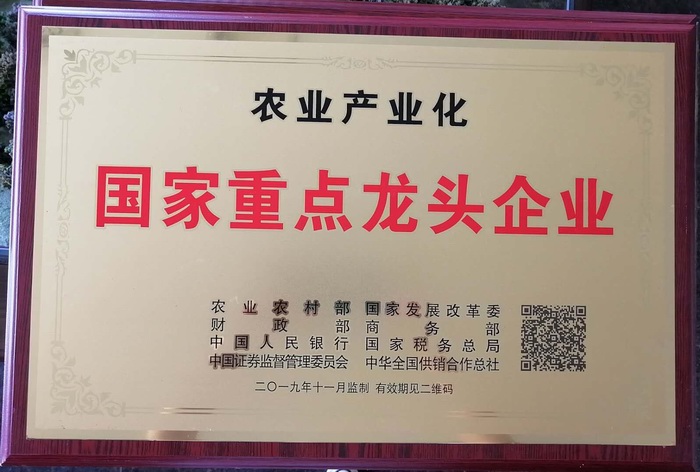 农业产业化
国家重点龙头企业
农业农村部 国家发展改革委
财政部 商务部
中国人民银行 国家税务总局
中国证券监督管理委员会 中华全国供销合作总社
二〇一九年十一月监制 有效期见二维码